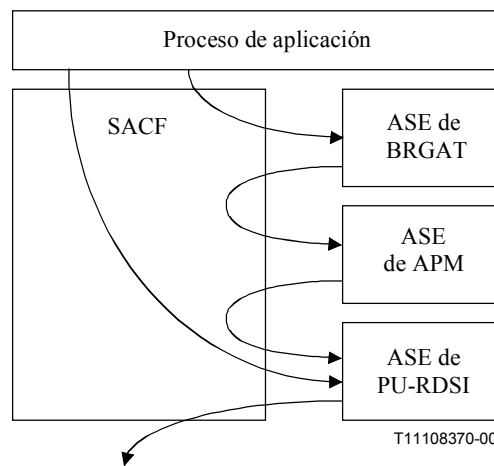 Proceso de aplicación
SACF
ASE de
BRGAT
ASE
de APM
ASE de
PU-RDSI
T11108370-00